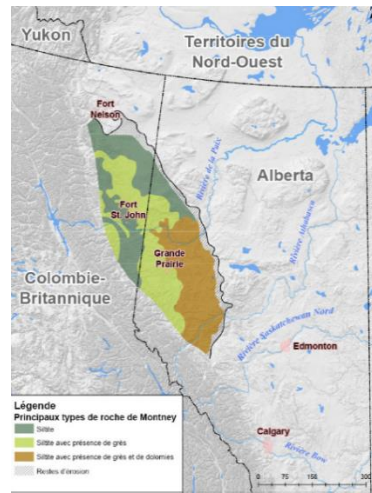 Yukon
Territoires du
Nord-Ouest
Fort
Nelson
Rivière de la Paix
Alberta
Fort
St. John
Rivière Athabasca
Grande
Prairie
Colombie-
Britannique
Rivière Saskatchewan Nord
Edmonton
Légende
Principaux types de roche de Montney
Siltite
Siltite avec présence de grès
Siltite avec présence de grès et de dolomies
Restes d'érosion
Calgary
Rivière Bow
0 75 150 300